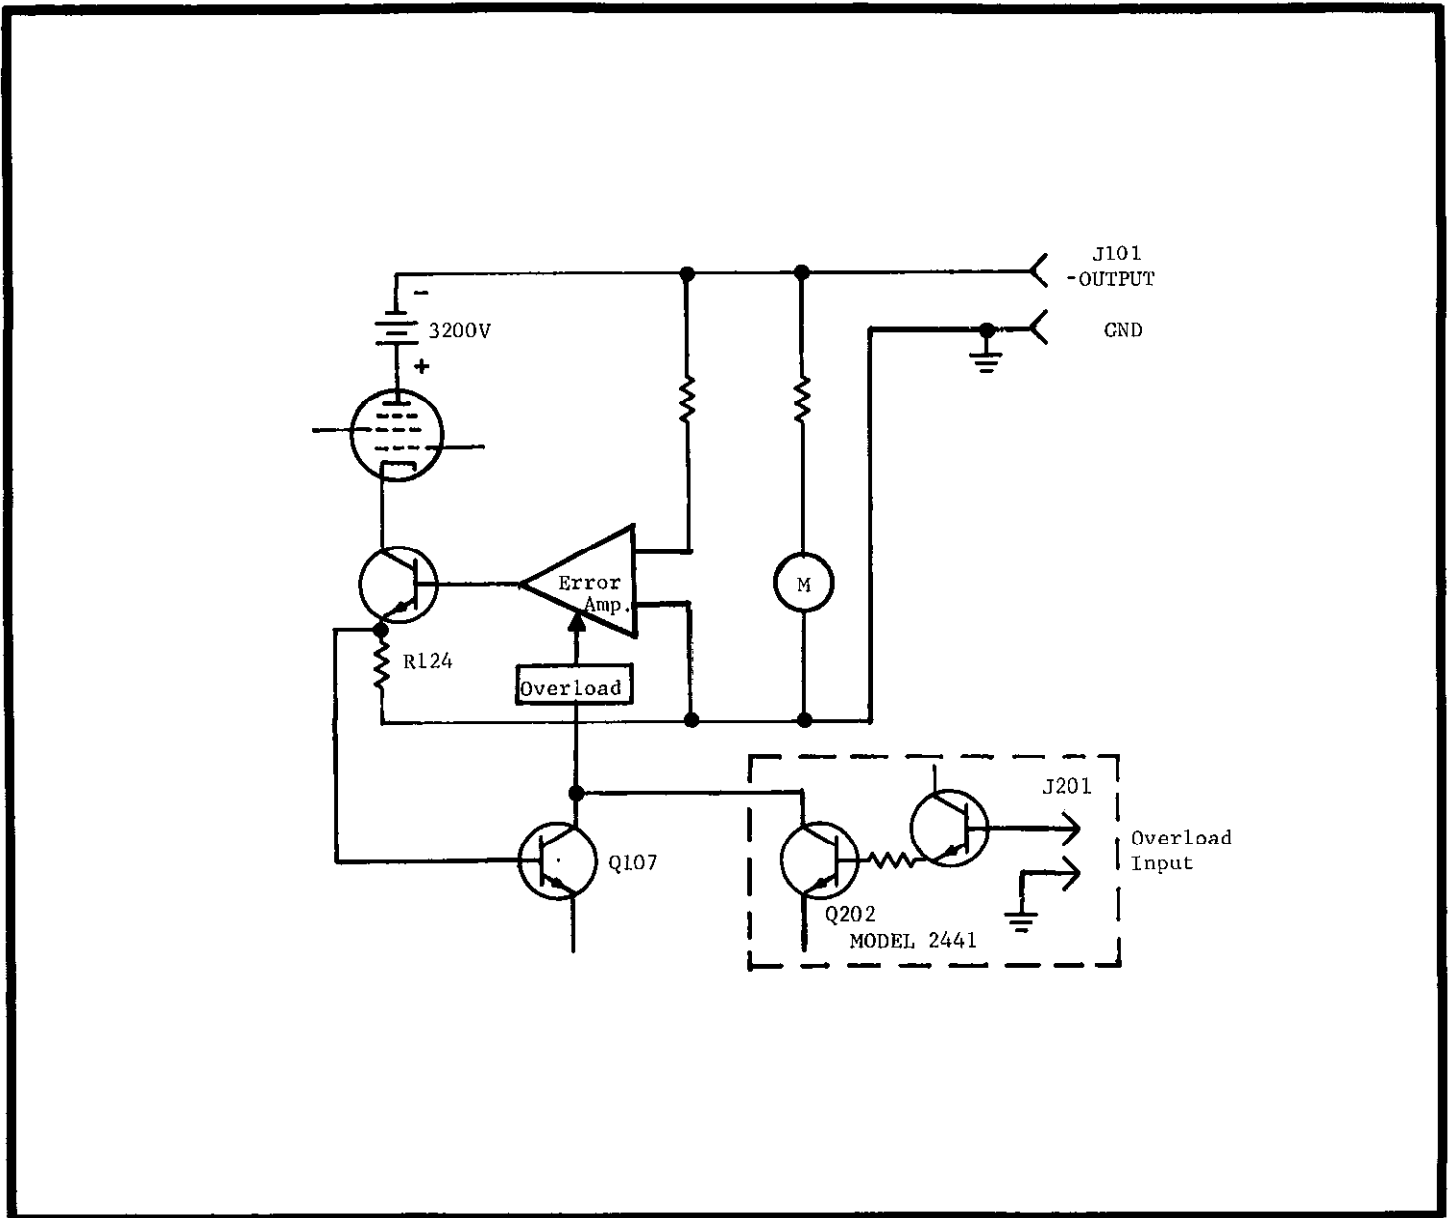 J101
-OUTPUT
-
3200V
GND
+
Error
Amp.
M
R124
Overload
J201
Overload
Input
Q107
Q202
MODEL 2441